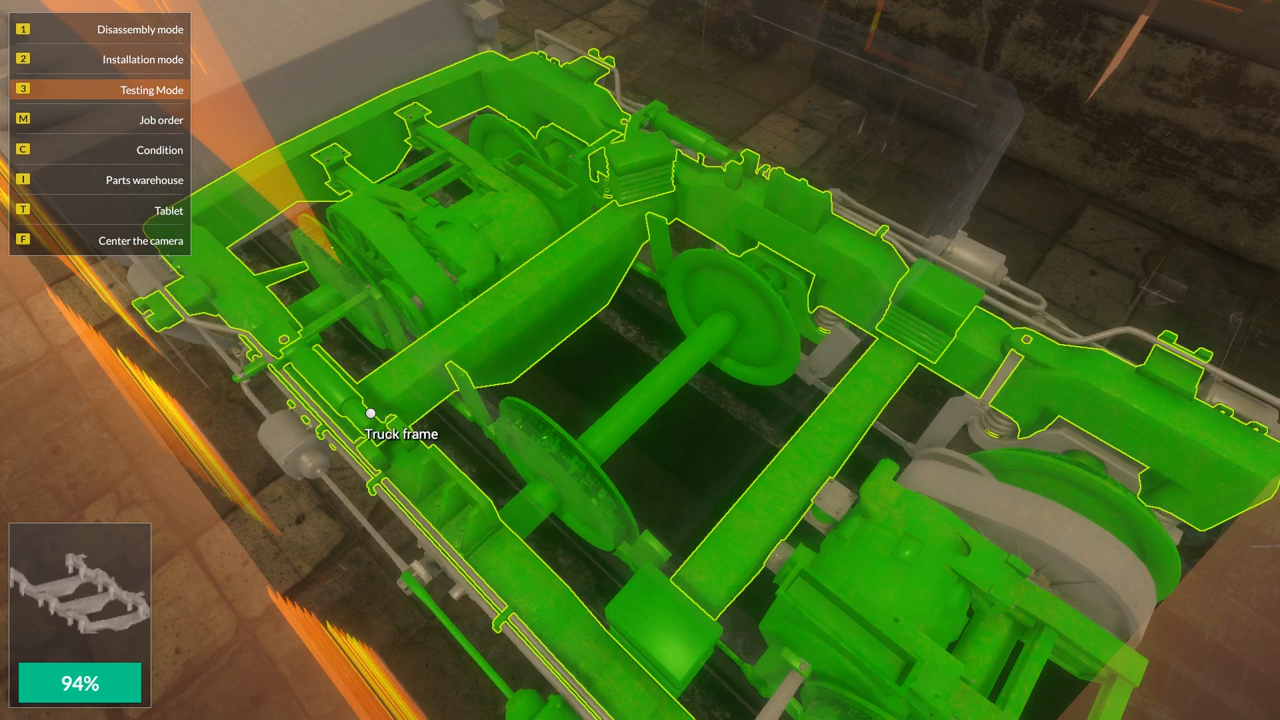 1 Disassembly mode
2 Installation mode
3 Testing Mode
M Job order
C Condition
I Parts warehouse
T Tablet
F Center the camera
Truck frame
94%